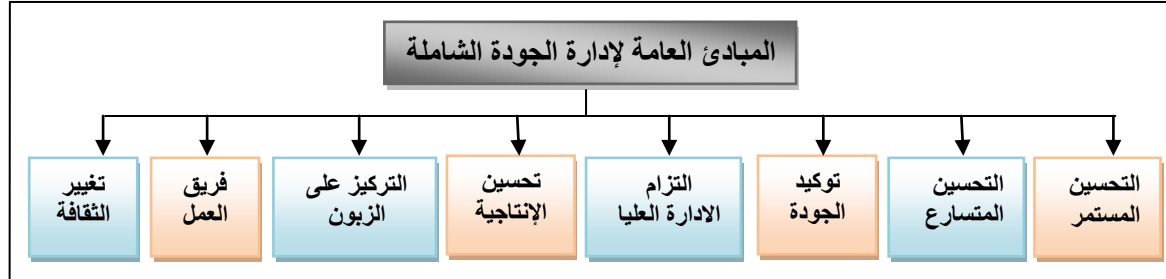 المبادئ العامة لإدارة الجودة الشاملة
التحسين
المستمر
التحسين
المتسارع
توكيد
الجودة
التزام
الادارة العليا
تحسين
الإنتاجية
التركيز على
الزبون
فريق
العمل
تغيير
الثقافة